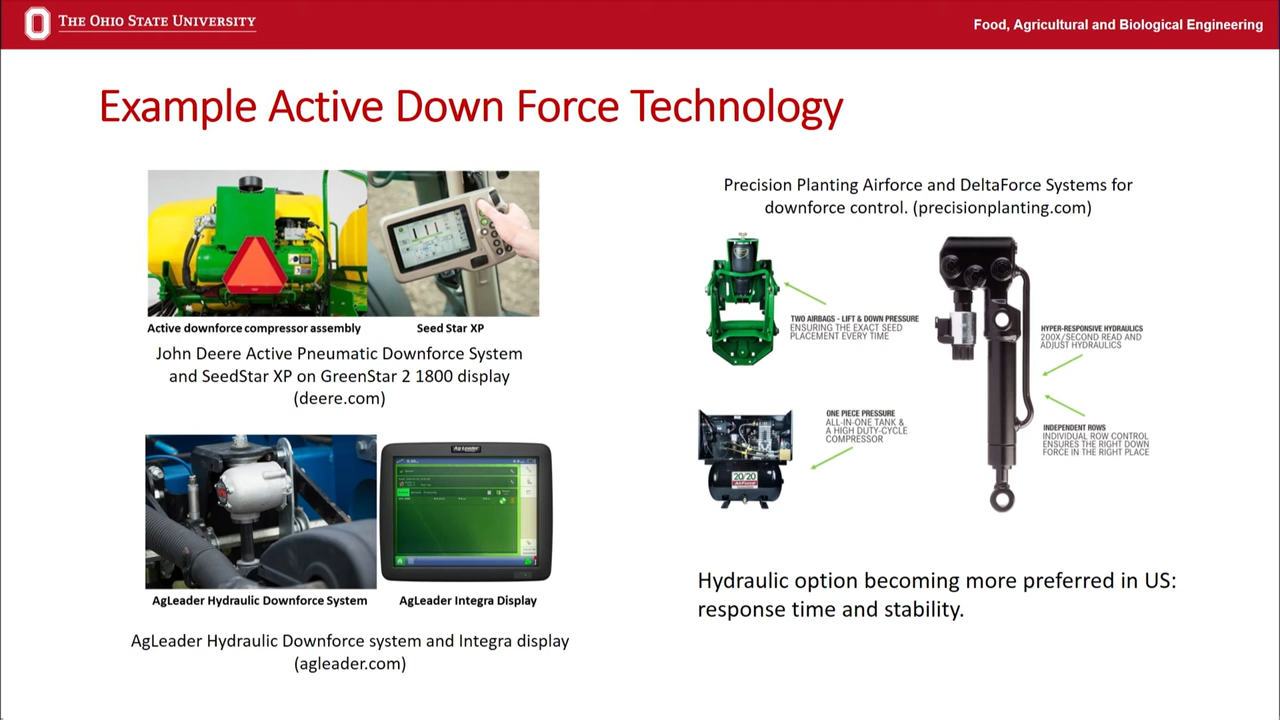 THE OHIO STATE UNIVERSITY
Food, Agricultural and Biological Engineering
Example Active Down Force Technology
Active downforce compressor assembly
Seed Star XP
John Deere Active Pneumatic Downforce System
and SeedStar XP on GreenStar 2 1800 display
(deere.com)
Ag Leader
AgLeader Hydraulic Downforce System
AgLeader Integra Display
AgLeader Hydraulic Downforce system and Integra display
(agleader.com)
Precision Planting Airforce and DeltaForce Systems for
downforce control. (precisionplanting.com)
TWO AIRBAGS - LIFT & DOWN PRESSURE
ENSURING THE EXACT SEED
PLACEMENT EVERY TIME
HYPER-RESPONSIVE HYDRAULICS
200X/SECOND READ AND
ADJUST HYDRAULICS
ONE PIECE PRESSURE
ALL-IN-ONE TANK &
A HIGH DUTY-CYCLE
COMPRESSOR
20/20
AirForce
INDEPENDENT ROWS
INDIVIDUAL ROW CONTROL
ENSURES THE RIGHT DOWN
FORCE IN THE RIGHT PLACE
Hydraulic option becoming more preferred in US:
response time and stability.